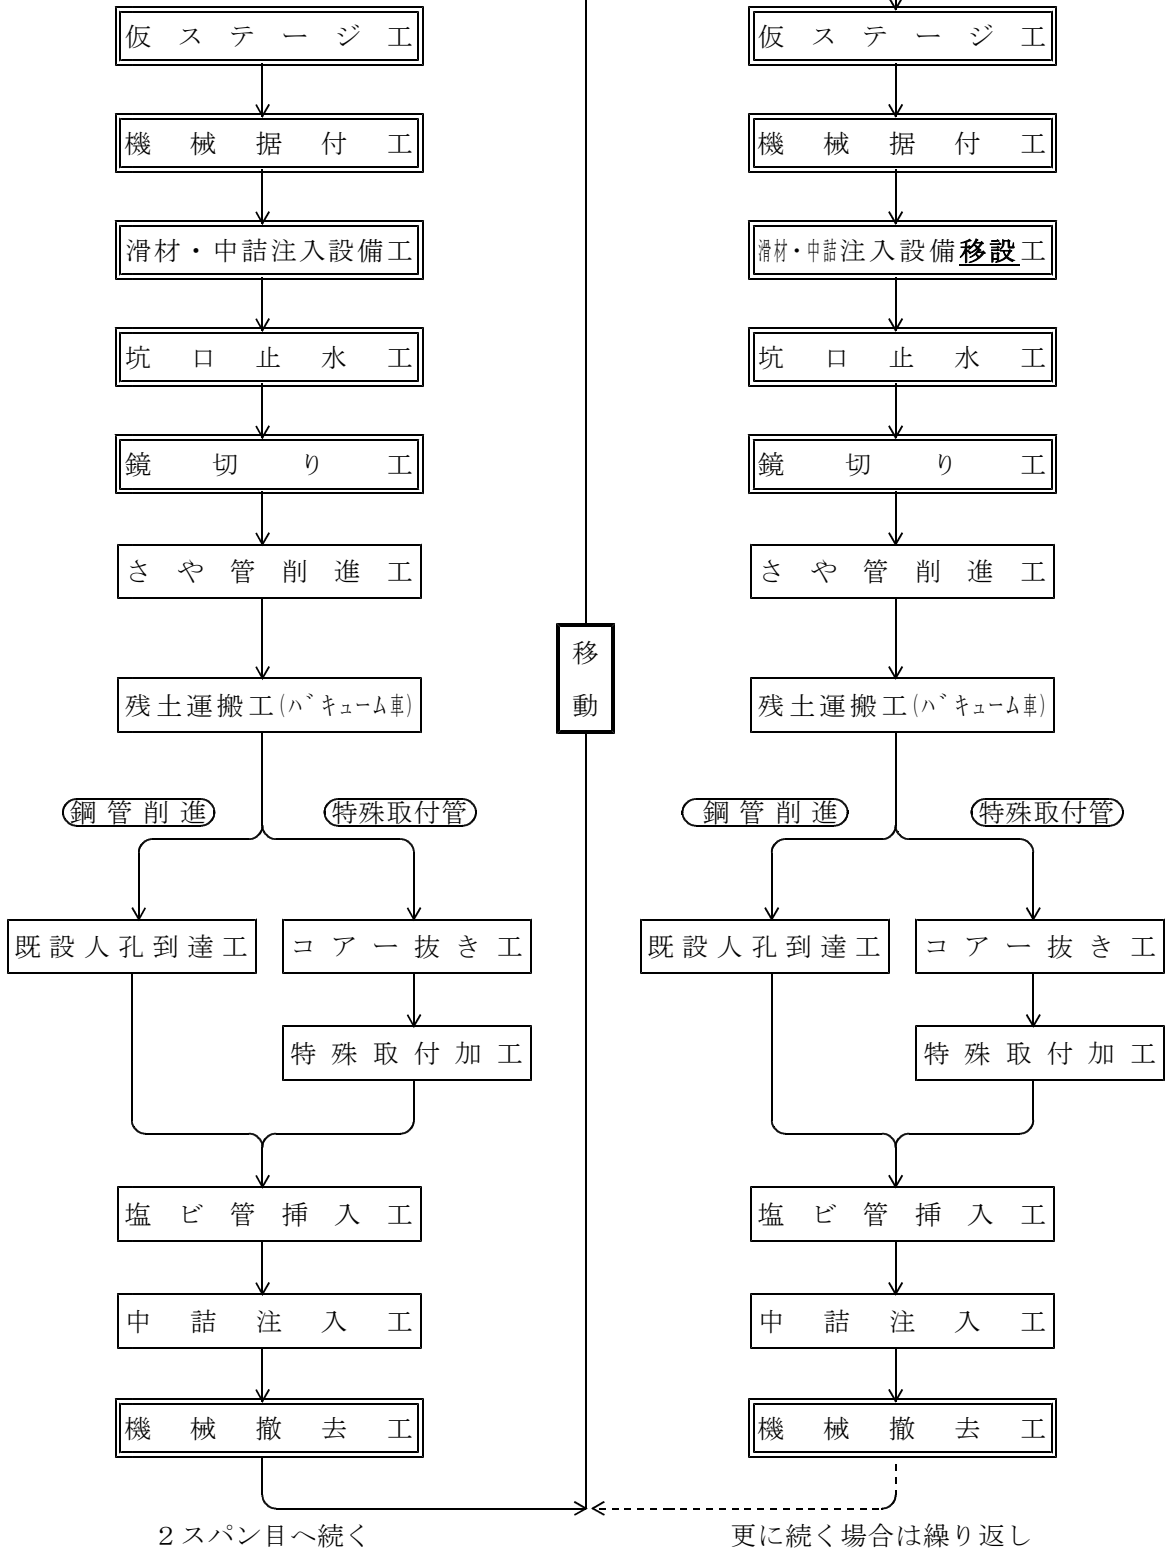 仮ステージ工
機械据付工
滑材・中詰注入設備工
坑口止水工
鏡切り工
さや管削進工
残土運搬工(バキューム車)
鋼管削進
特殊取付管
既設人孔到達工
コアー抜き工
特殊取付加工
塩ビ管挿入工
中詰注入工
機械撤去工
2スパン目へ続く
移
動
仮ステージ工
機械据付工
滑材・中詰注入設備移設工
坑口止水工
鏡切り工
さや管削進工
残土運搬工(バキューム車)
鋼管削進
特殊取付管
既設人孔到達工
コアー抜き工
特殊取付加工
塩ビ管挿入工
中詰注入工
機械撤去工
更に続く場合は繰り返し